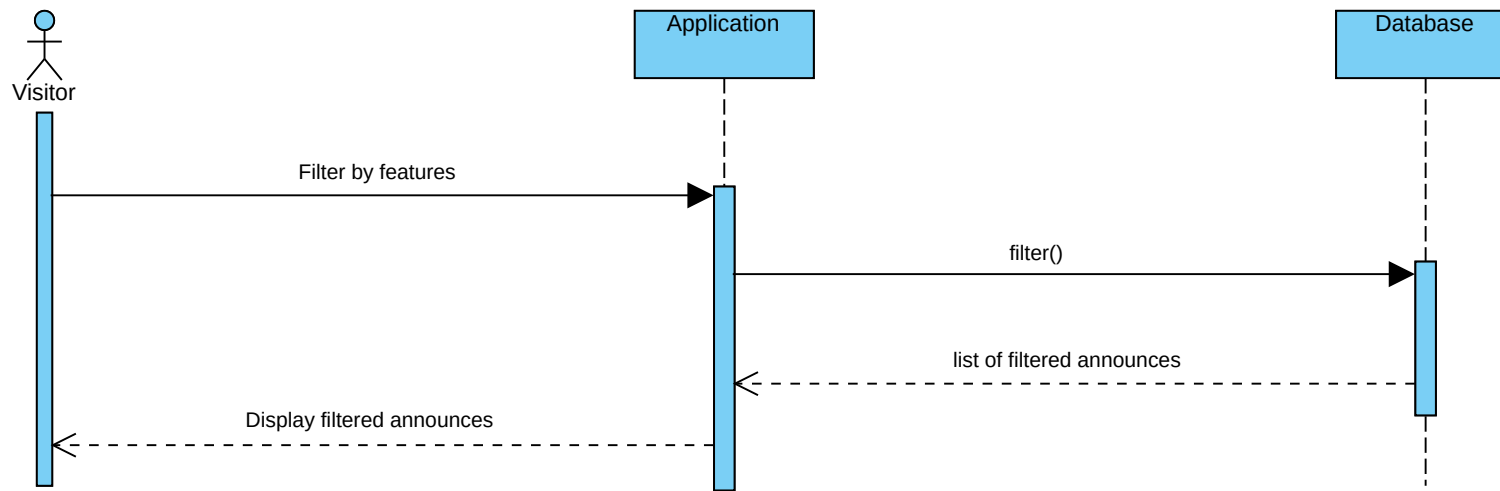 Application
Database
Visitor
Filter by features
filter()
list of filtered announces
Display filtered announces